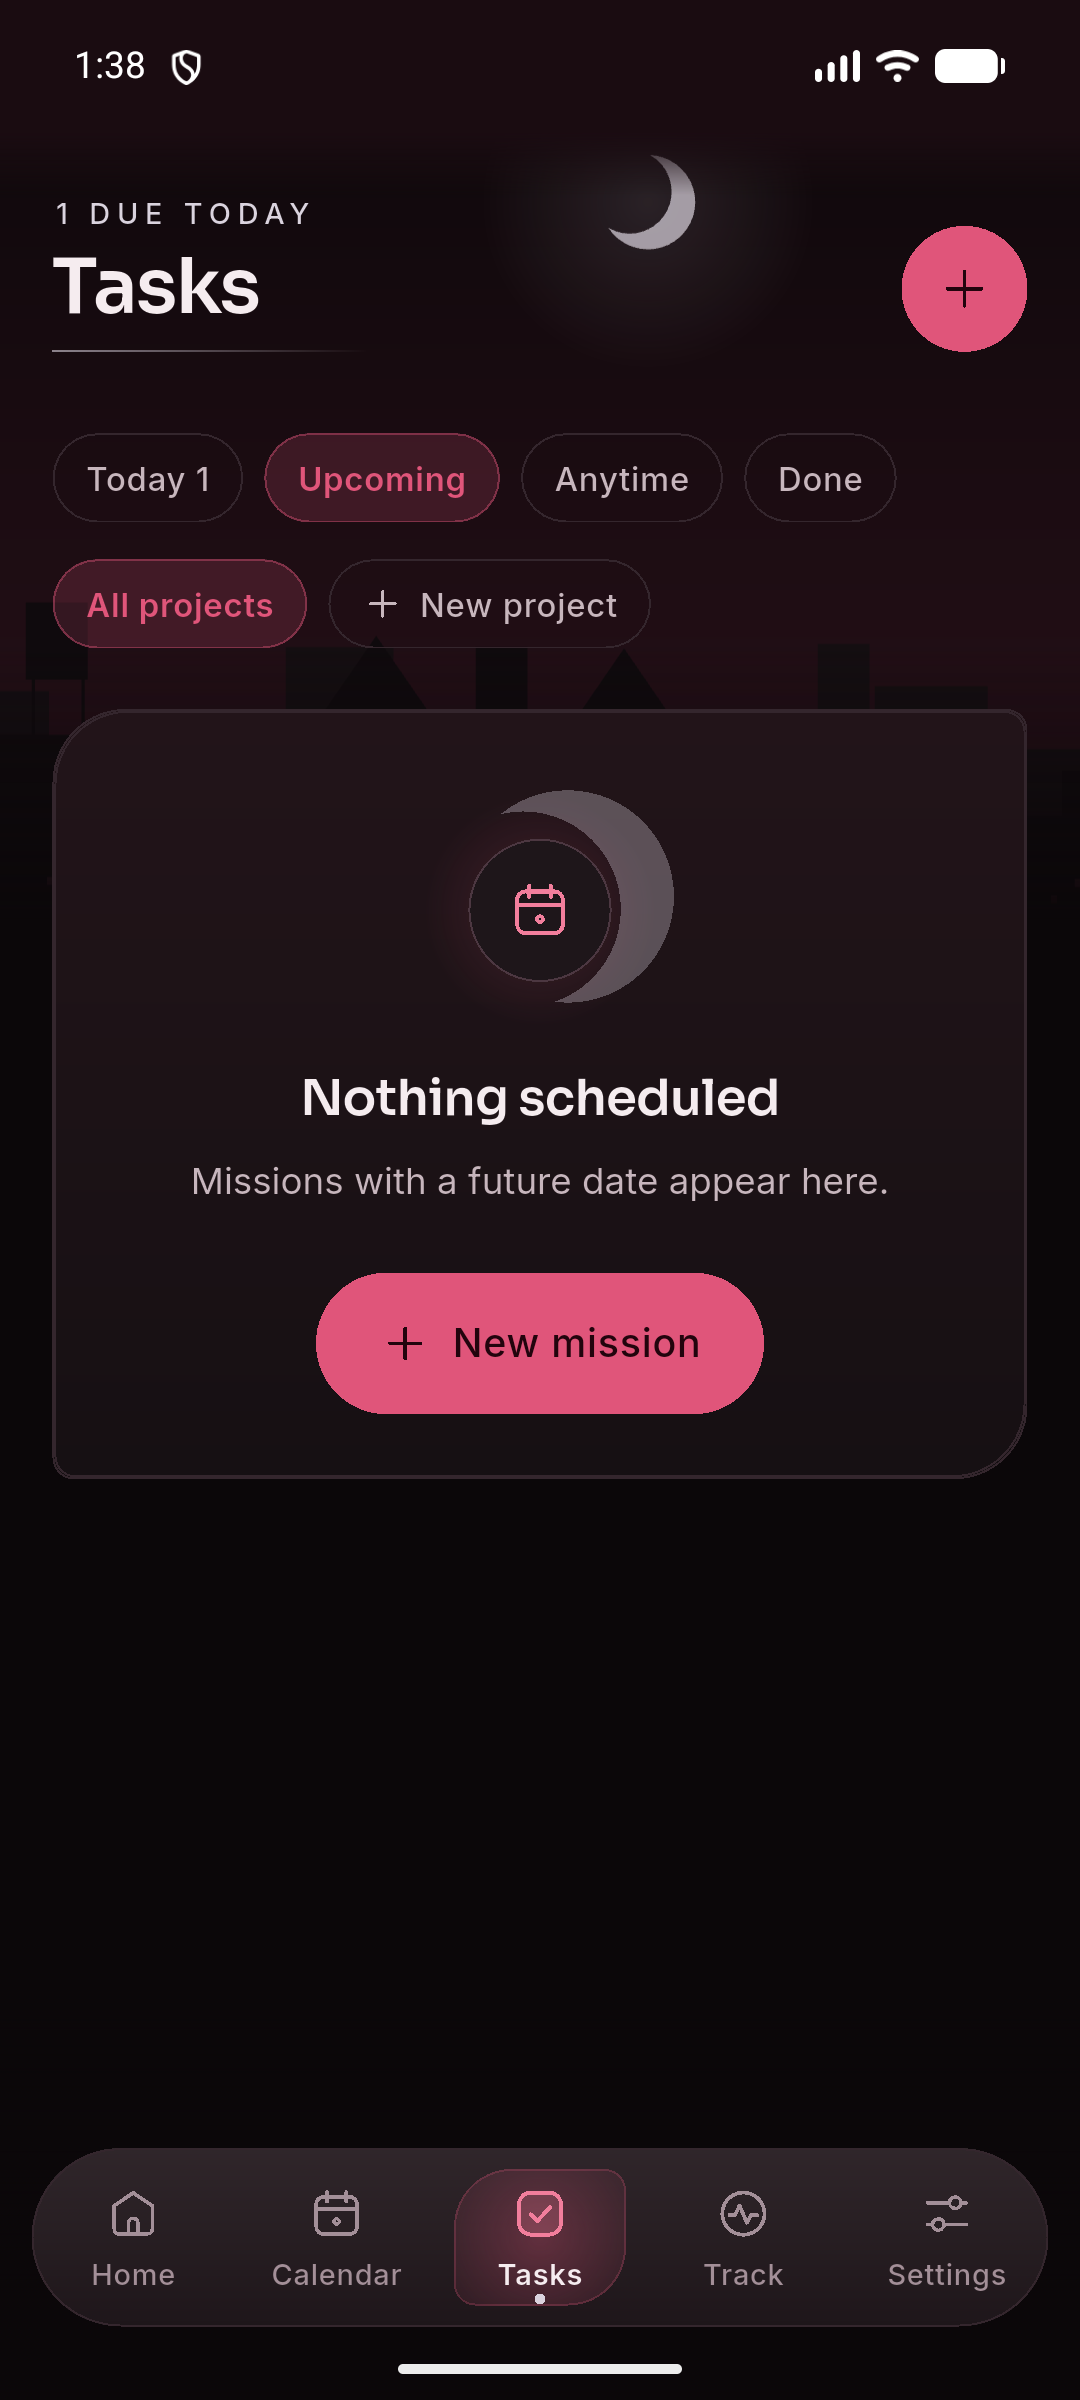 1:38
1 DUE TODAY
Tasks
Today 1
Upcoming
Anytime
Done
All projects
New project
Nothing scheduled
Missions with a future date appear here.
New mission
Home
Calendar
Tasks
Track
Settings